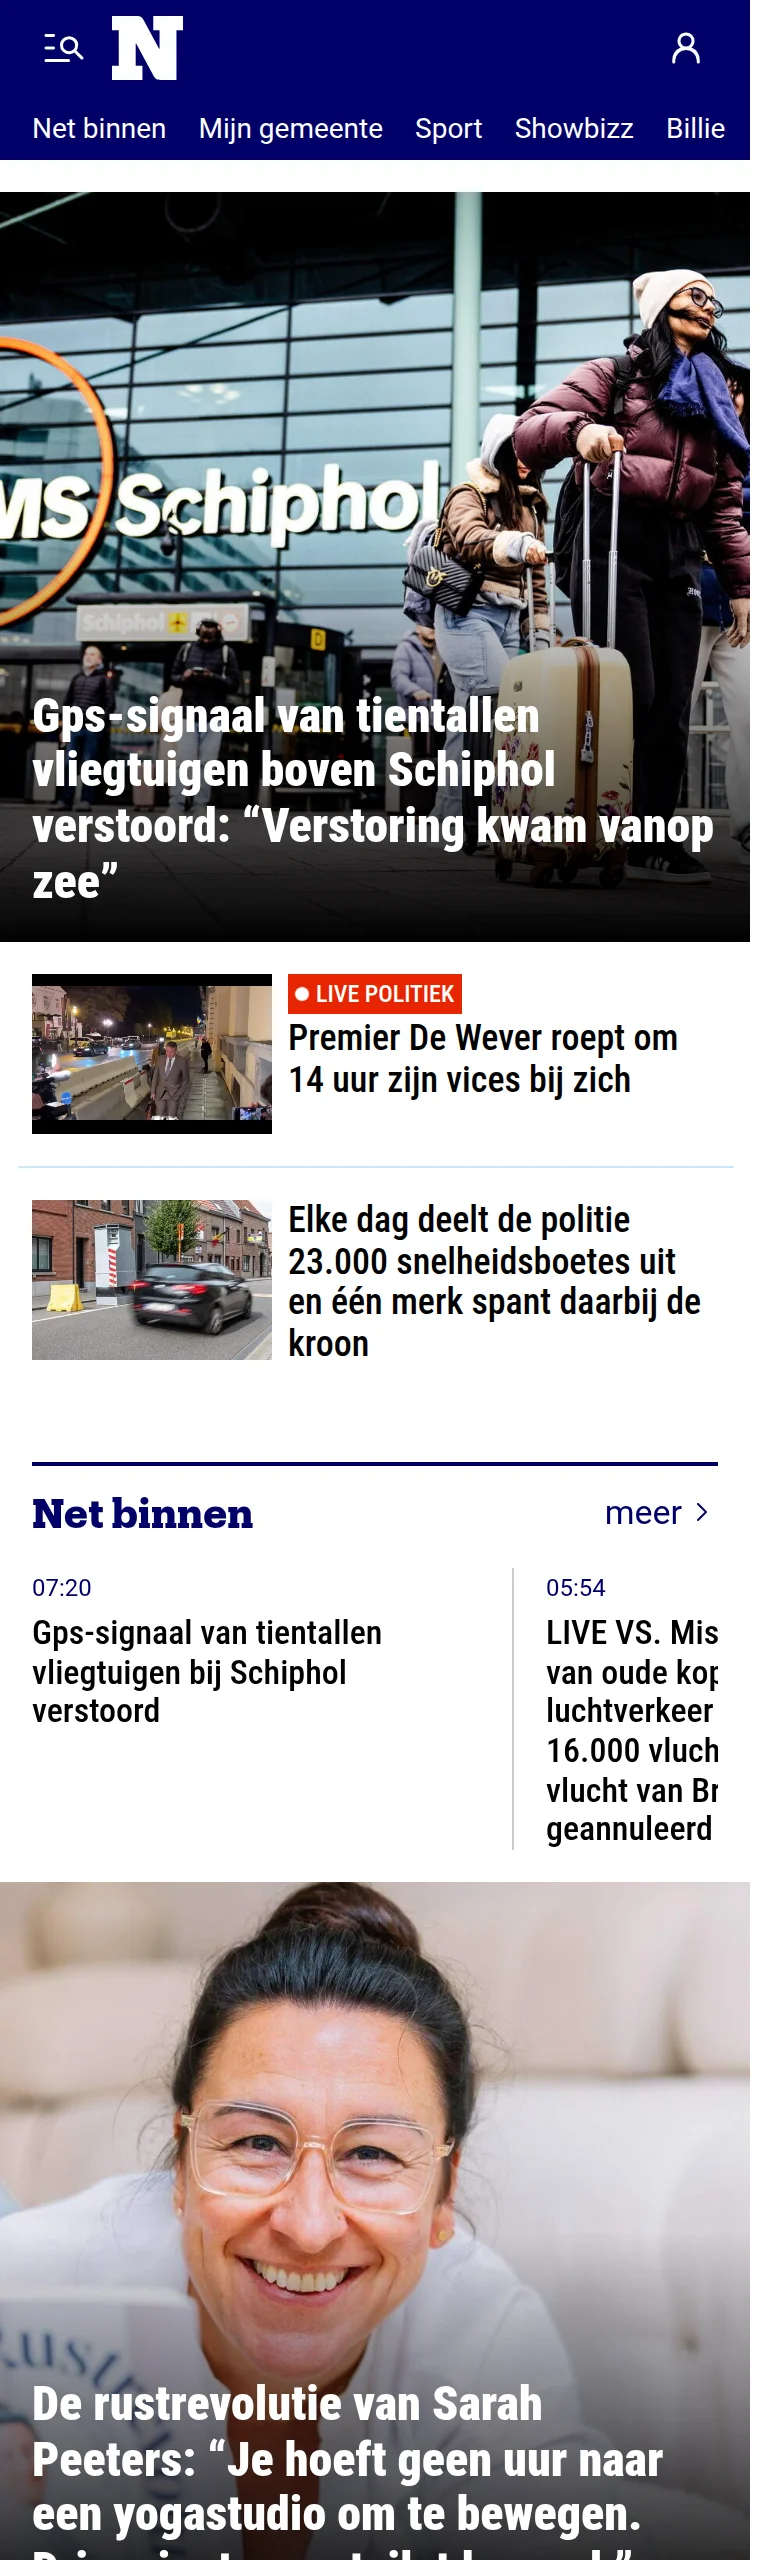 N
Net binnen Mijn gemeente Sport Showbizz Billie
MS Schiphol
Schiphol
D
Gps-signaal van tientallen
vliegtuigen boven Schiphol
verstoord: “Verstoring kwam vanop
zee”
LIVE POLITIEK
Premier De Wever roept om
14 uur zijn vices bij zich
Elke dag deelt de politie
23.000 snelheidsboetes uit
en één merk spant daarbij de
kroon
Net binnen
meer
07:20
Gps-signaal van tientallen
vliegtuigen bij Schiphol
verstoord
05:54
LIVE VS. Mis
van oude kop
luchtverkeer
16.000 vluch
vlucht van Br
geannuleerd
De rustrevolutie van Sarah
Peeters: “Je hoeft geen uur naar
een yogastudio om te bewegen.